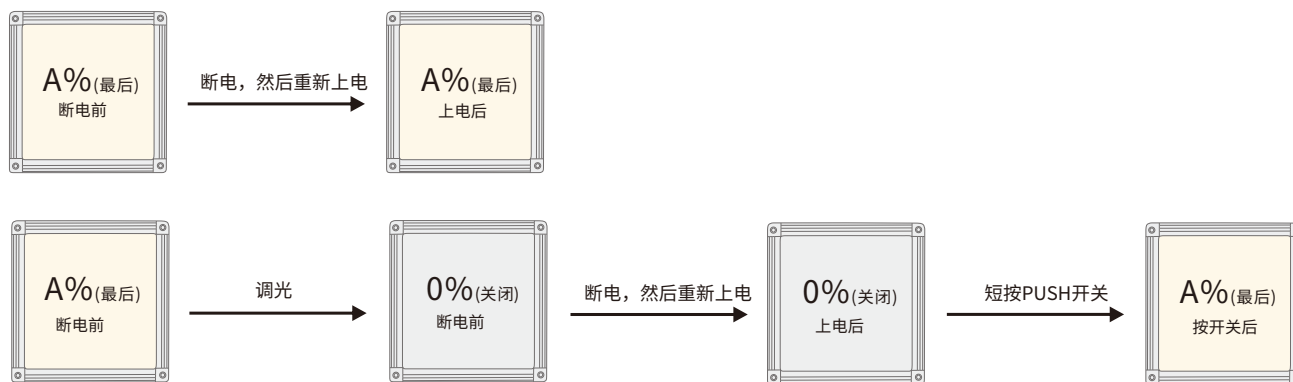 A%(最后)
断电前
断电，然后重新上电
A%(最后)
上电后
A%(最后)
断电前
调光
0%(关闭)
断电前
断电，然后重新上电
0%(关闭)
上电后
短按PUSH开关
A%(最后)
按开关后